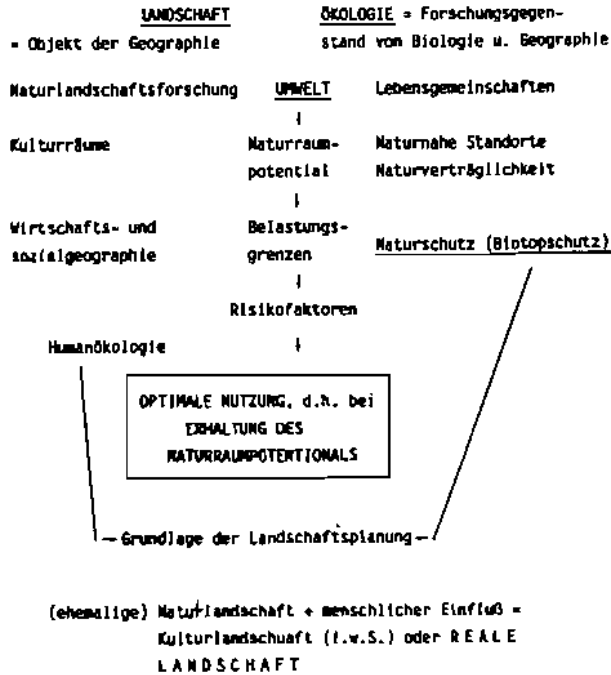 LANDSCHAFT ÖKOLOGIE = Forschungsgegen-
= Objekt der Geographie stand von Biologie u. Geographie
Naturlandschaftsforschung UMWELT Lebensgemeinschaften
Kulturräume Naturraum- Naturnahe Standorte
potential Naturverträglichkeit
Wirtschafts- und Belastungs-
sozialgeographie grenzen Naturschutz (Biotopschutz)
Risikofaktoren
Humanökologie
OPTIMALE NUTZUNG, d.h. bei
ERHALTUNG DES
NATURRAUMPOTENTIONALS
Grundlage der Landschaftsplanung
(ehemalige) Naturlandschaft + menschlicher Einfluß =
Kulturlandschuaft (i.w.S.) oder R E A L E
L A N D S C H A F T